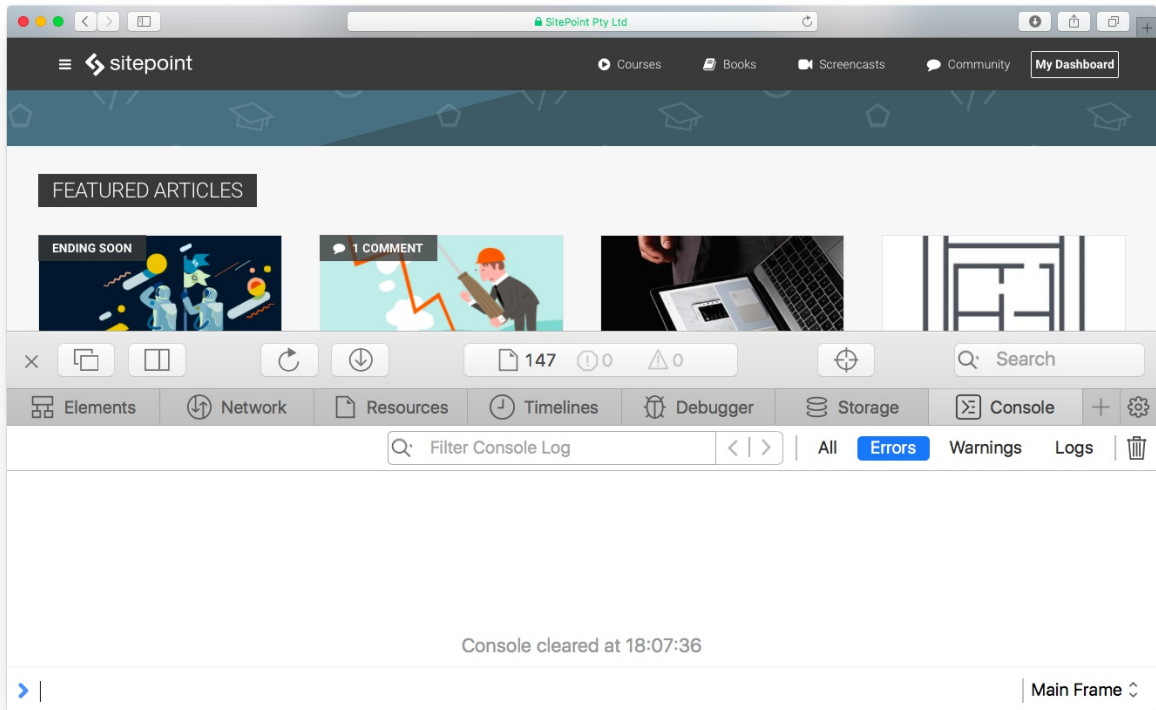 SitePoint Pty Ltd
sitepoint Courses Books Screencasts Community My Dashboard
FEATURED ARTICLES
ENDING SOON 1 COMMENT
147 0 0 Search
Elements Network Resources Timelines Debugger Storage Console
Filter Console Log All Errors Warnings Logs
Console cleared at 18:07:36
Main Frame